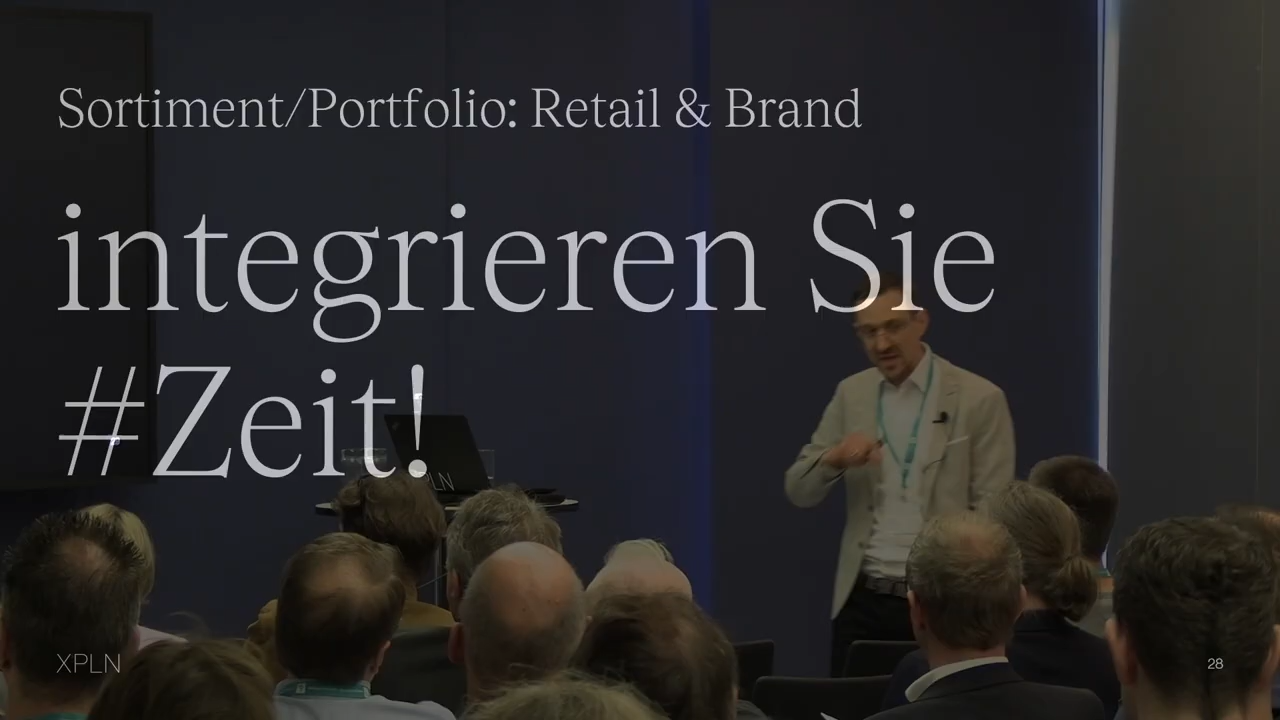 Sortiment/Portfolio: Retail & Brand
integrieren Sie
#Zeit!
XPLN
28